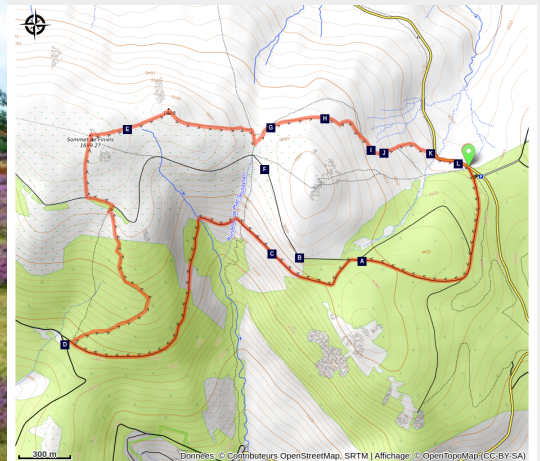 H
G
E
Sommet de Finiels
1699.27
I
J
K
L
F
C
B
A
D
300 m
Données: © Contributeurs OpenStreetMap, SRTM | Affichage: © OpenTopoMap (CC-BY-SA)